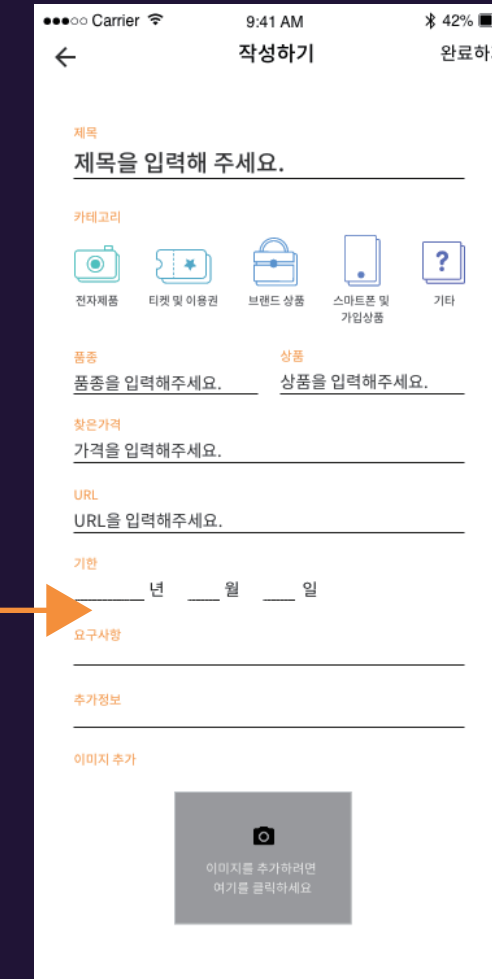 Carrier 9:41 AM 42%
작성하기 완료하
제목
제목을 입력해 주세요.
카테고리
전자제품 티켓 및 이용권 브랜드 상품 스마트폰 및 가입상품 ? 기타
품종 상품
품종을 입력해주세요. 상품을 입력해주세요.
찾은가격
가격을 입력해주세요.
URL
URL을 입력해주세요.
기한
년 월 일
요구사항
추가정보
이미지 추가
이미지를 추가하려면
여기를 클릭하세요